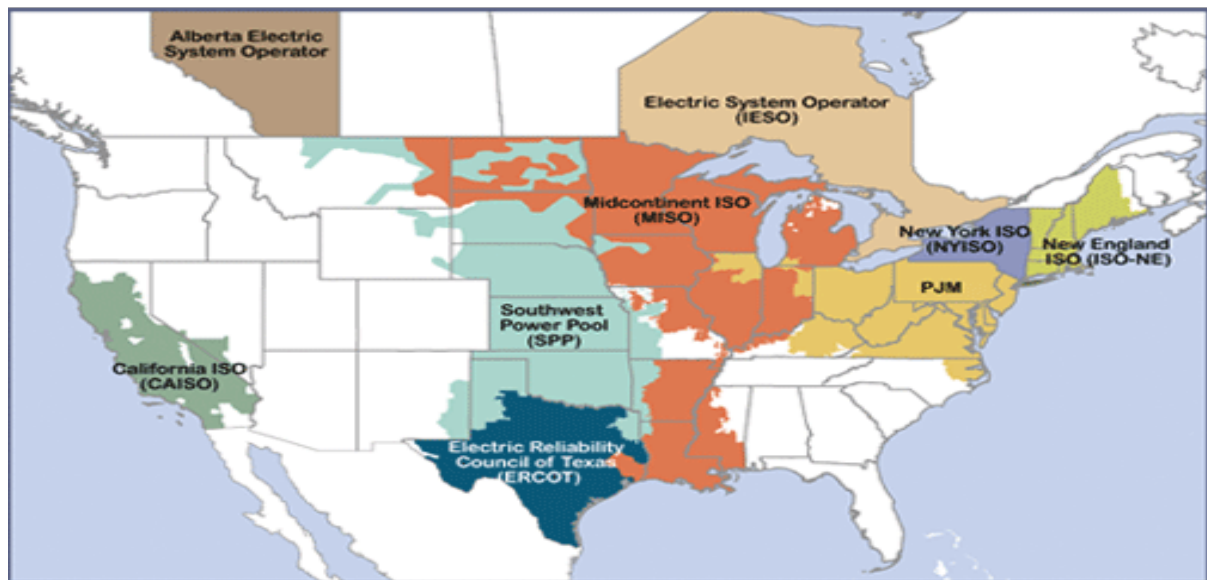 Alberta Electric
System Operator
Electric System Operator
(IESO)
Midcontinent ISO
(MISO)
New York ISO
(NYISO)
New England
ISO (ISO-NE)
PJM
Southwest
Power Pool
(SPP)
California ISO
(CAISO)
Electric Reliability
Council of Texas
(ERCOT)